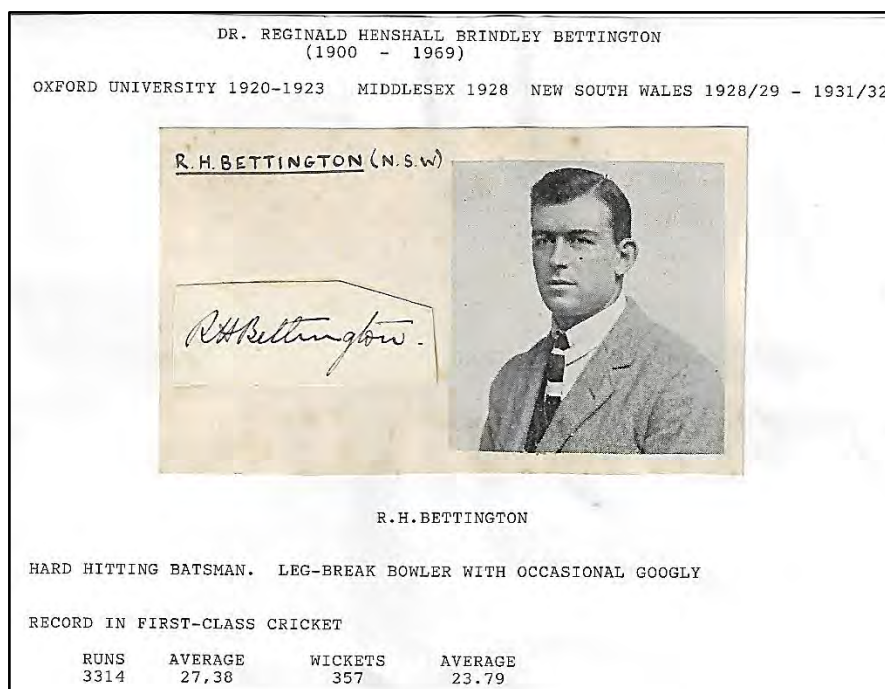 DR. REGINALD HENSHALL BRINDLEY BETTINGTON
(1900 - 1969)
OXFORD UNIVERSITY 1920-1923 MIDDLESEX 1928 NEW SOUTH WALES 1928/29 - 1931/32
R.H.BETTINGTON (N.S.W)
RHBettington.
R.H.BETTINGTON
HARD HITTING BATSMAN. LEG-BREAK BOWLER WITH OCCASIONAL GOOGLY
RECORD IN FIRST-CLASS CRICKET
RUNS AVERAGE WICKETS AVERAGE
3314 27,38 357 23.79